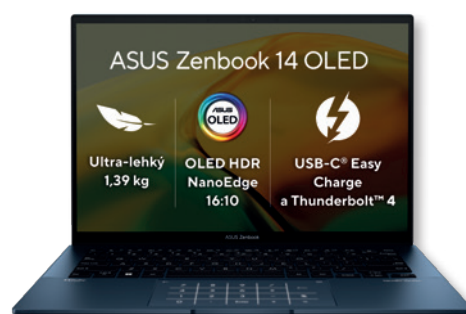 ASUS Zenbook 14 OLED
Ultra-lehký
1,39 kg
ASUS
OLED
OLED HDR
NanoEdge
16:10
USB-C® Easy
Charge
a Thunderbolt™ 4
ASUS Zenbook